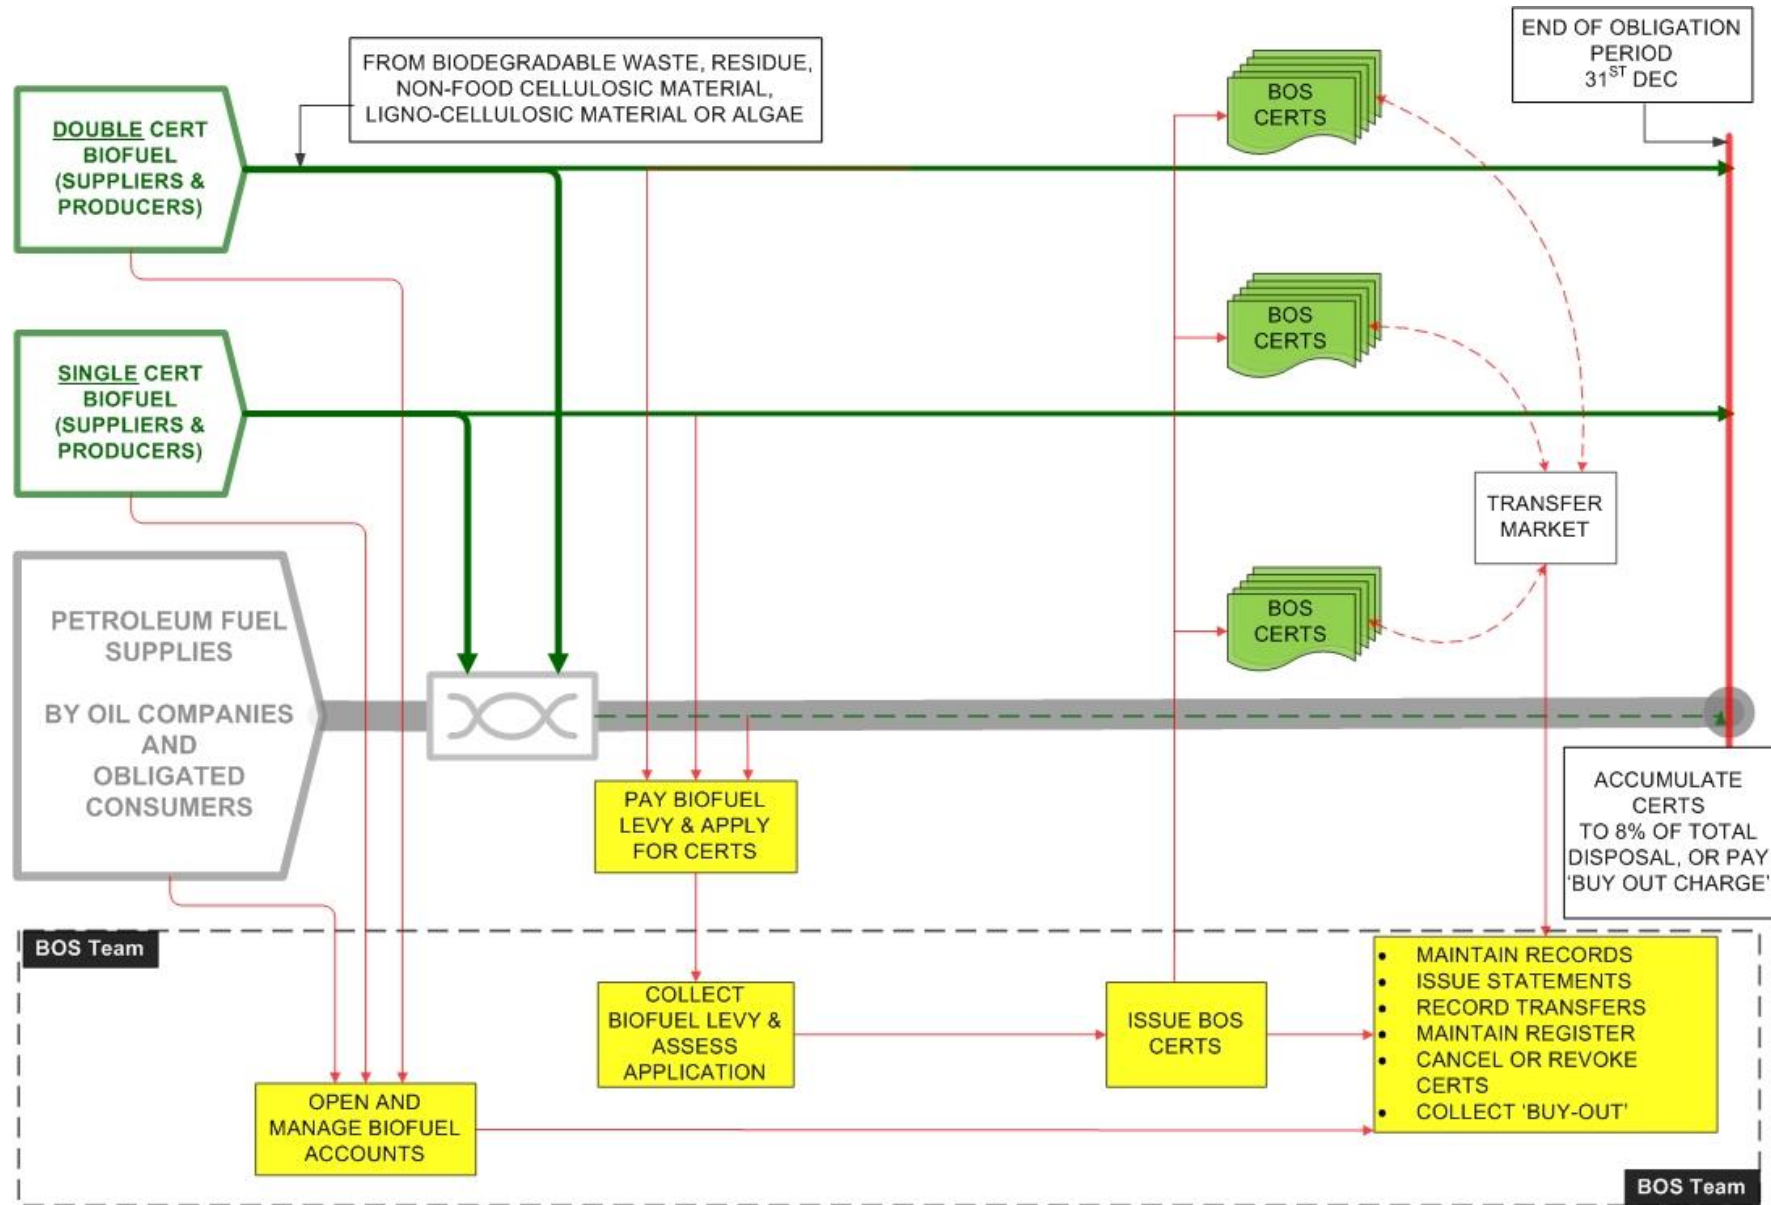 FROM BIODEGRADABLE WASTE, RESIDUE,
NON-FOOD CELLULOSIC MATERIAL,
LIGNO-CELLULOSIC MATERIAL OR ALGAE
END OF OBLIGATION
PERIOD
31ST DEC
DOUBLE CERT
BIOFUEL
(SUPPLIERS &
PRODUCERS)
BOS
CERTS
SINGLE CERT
BIOFUEL
(SUPPLIERS &
PRODUCERS)
BOS
CERTS
TRANSFER
MARKET
PETROLEUM FUEL
SUPPLIES
BY OIL COMPANIES
AND
OBLIGATED
CONSUMERS
BOS
CERTS
PAY BIOFUEL
LEVY & APPLY
FOR CERTS
ACCUMULATE
CERTS
TO 8% OF TOTAL
DISPOSAL, OR PAY
'BUY OUT CHARGE'
BOS Team
COLLECT
BIOFUEL LEVY &
ASSESS
APPLICATION
ISSUE BOS
CERTS
• MAINTAIN RECORDS
• ISSUE STATEMENTS
• RECORD TRANSFERS
• MAINTAIN REGISTER
• CANCEL OR REVOKE
CERTS
• COLLECT 'BUY-OUT'
OPEN AND
MANAGE BIOFUEL
ACCOUNTS
BOS Team